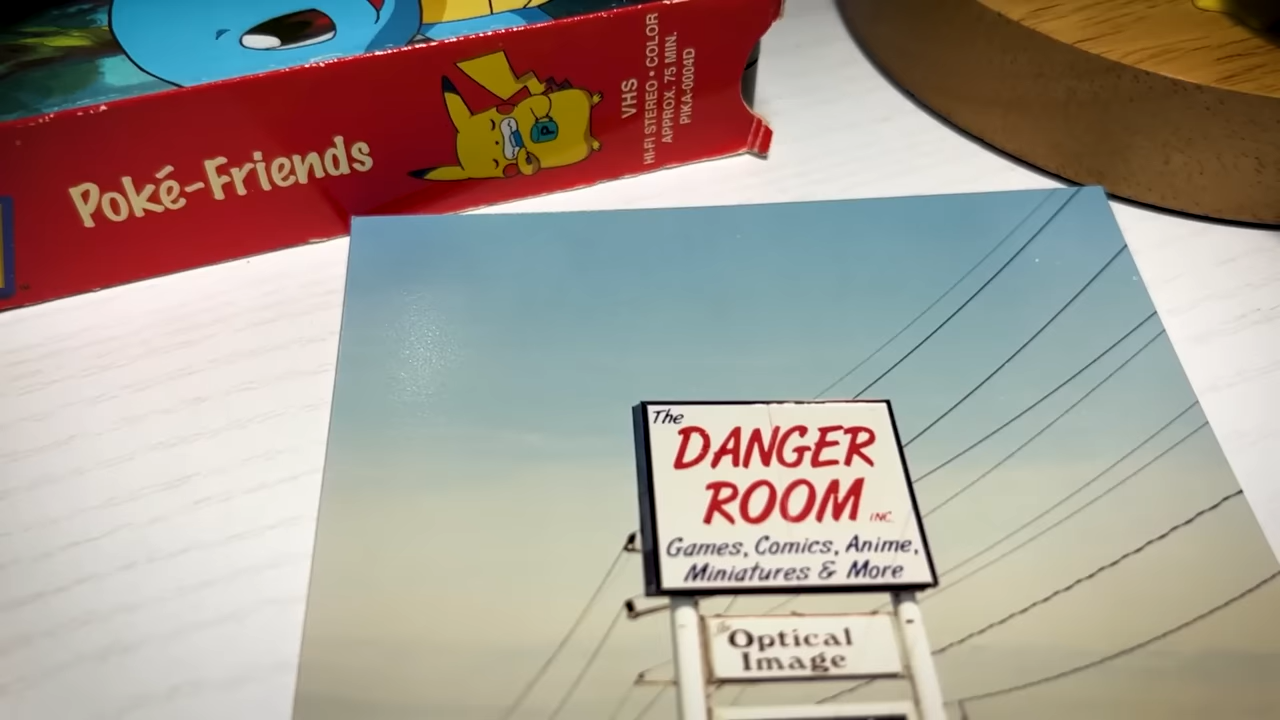 Poké-Friends
VHS
HI-FI STEREO • COLOR
APPROX. 75 MIN.
PIKA-0004D
P
The
DANGER
ROOM INC.
Games, Comics, Anime,
Miniatures & More
The
Optical
Image